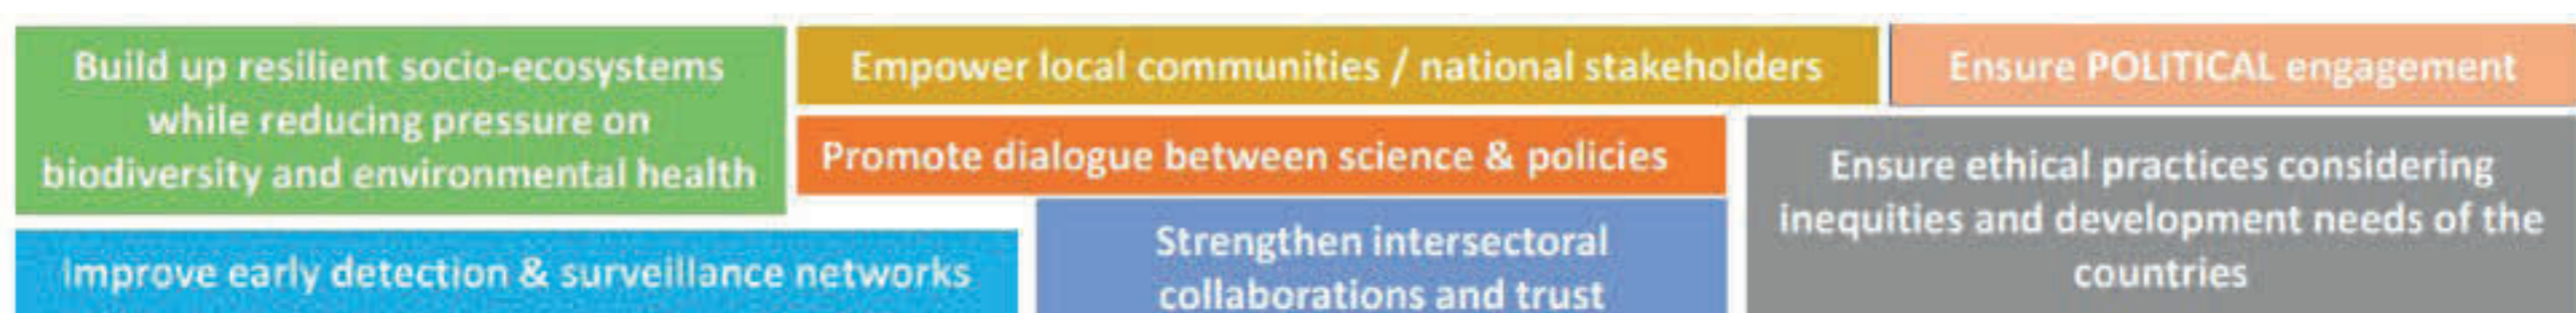 Build up resilient socio-ecosystems
while reducing pressure on
biodiversity and environmental health
Empower local communities / national stakeholders
Ensure POLITICAL engagement
Promote dialogue between science & policies
Ensure ethical practices considering
inequities and development needs of the
countries
Improve early detection & surveillance networks
Strengthen intersectoral
collaborations and trust